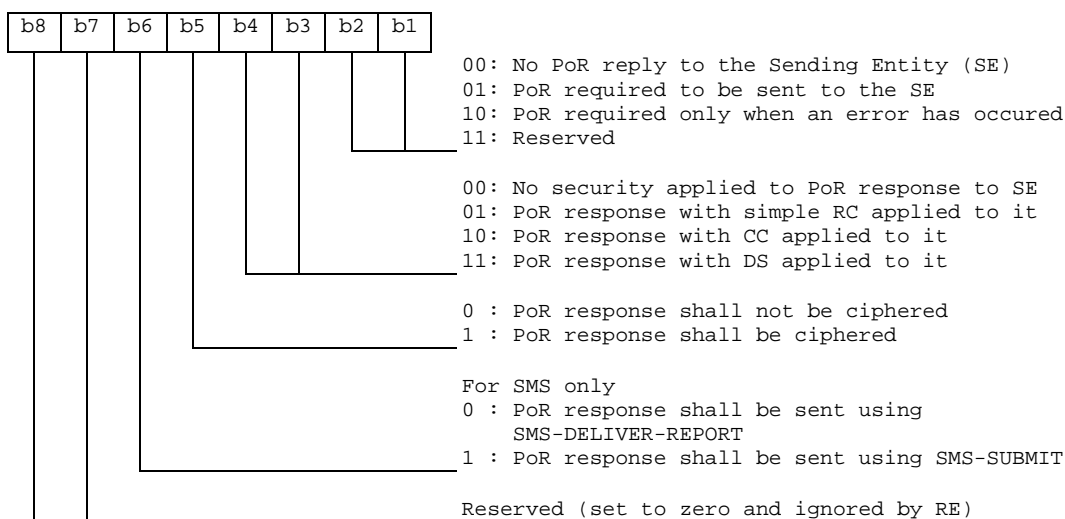 b8 b7 b6 b5 b4 b3 b2 b1
00: No PoR reply to the Sending Entity (SE)
01: PoR required to be sent to the SE
10: PoR required only when an error has occured
11: Reserved
00: No security applied to PoR response to SE
01: PoR response with simple RC applied to it
10: PoR response with CC applied to it
11: PoR response with DS applied to it
0 : PoR response shall not be ciphered
1 : PoR response shall be ciphered
For SMS only
0 : PoR response shall be sent using
SMS-DELIVER-REPORT
1 : PoR response shall be sent using SMS-SUBMIT
Reserved (set to zero and ignored by RE)